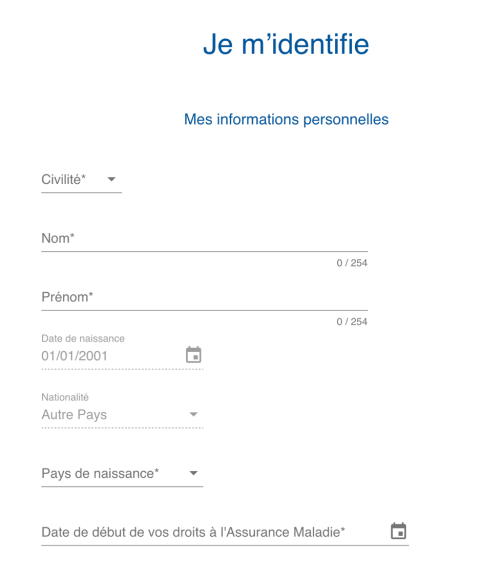 Je m’identifie
Mes informations personnelles
Civilité*
Nom*
0 / 254
Prénom*
0 / 254
Date de naissance
01/01/2001
Nationalité
Autre Pays
Pays de naissance*
Date de début de vos droits à l'Assurance Maladie*